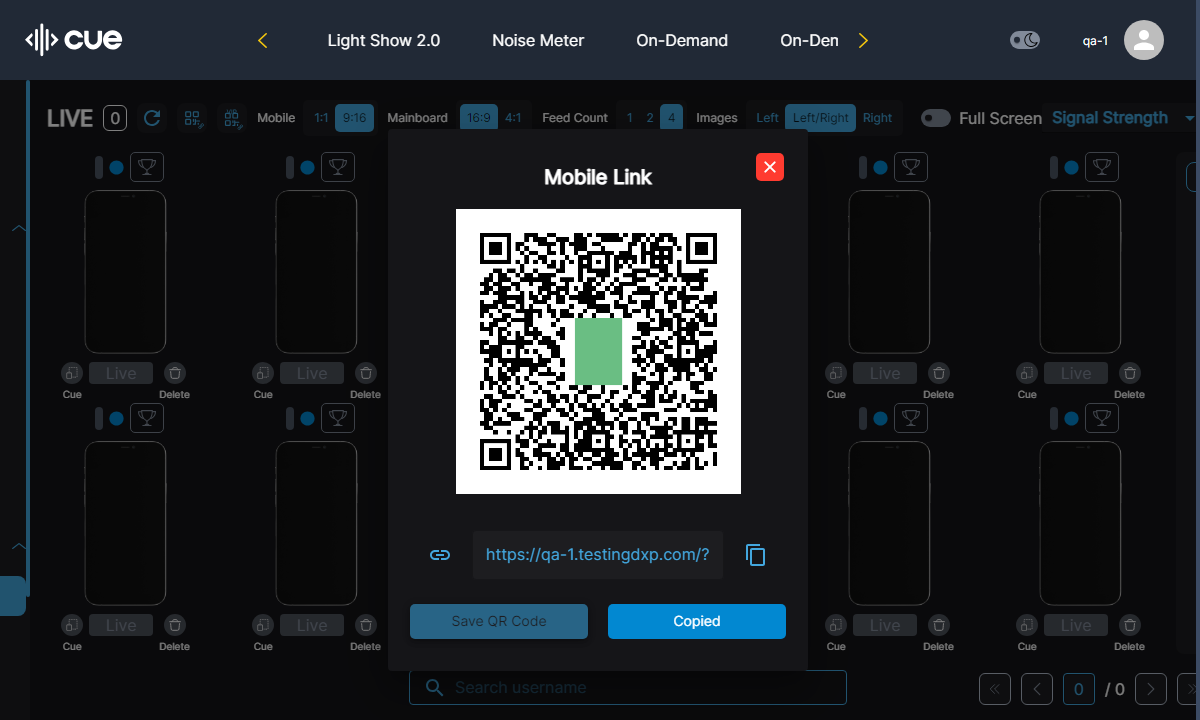 cue
Light Show 2.0
Noise Meter
On-Demand
On-Den
qa-1
LIVE 0
Mobile 1:1 9:16 Mainboard 16:9 4:1 Feed Count 1 2 4 Images Left Left/Right Right
Full Screen
Signal Strength
Mobile Link
Live Live Live Live
Cue Delete Cue Delete Cue Delete Cue Delete
https://qa-1.testingdxp.com/?
Save QR Code
Copied
Live Live Live Live
Cue Delete Cue Delete Cue Delete Cue Delete
Search username
0 / 0